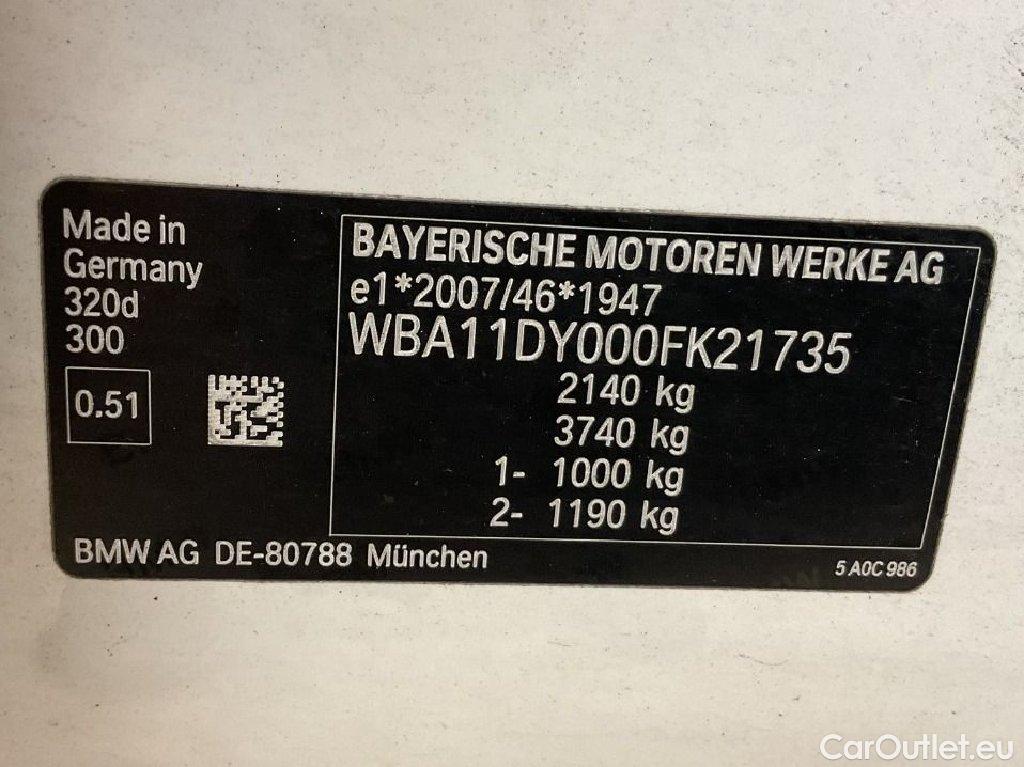 Made in
Germany
320d
300
0.51
BAYERISCHE MOTOREN WERKE AG
e1*2007/46*1947
WBA11DY000FK21735
2140 kg
3740 kg
1- 1000 kg
2- 1190 kg
BMW AG DE-80788 München
5 A0C 986
CarOutlet.eu